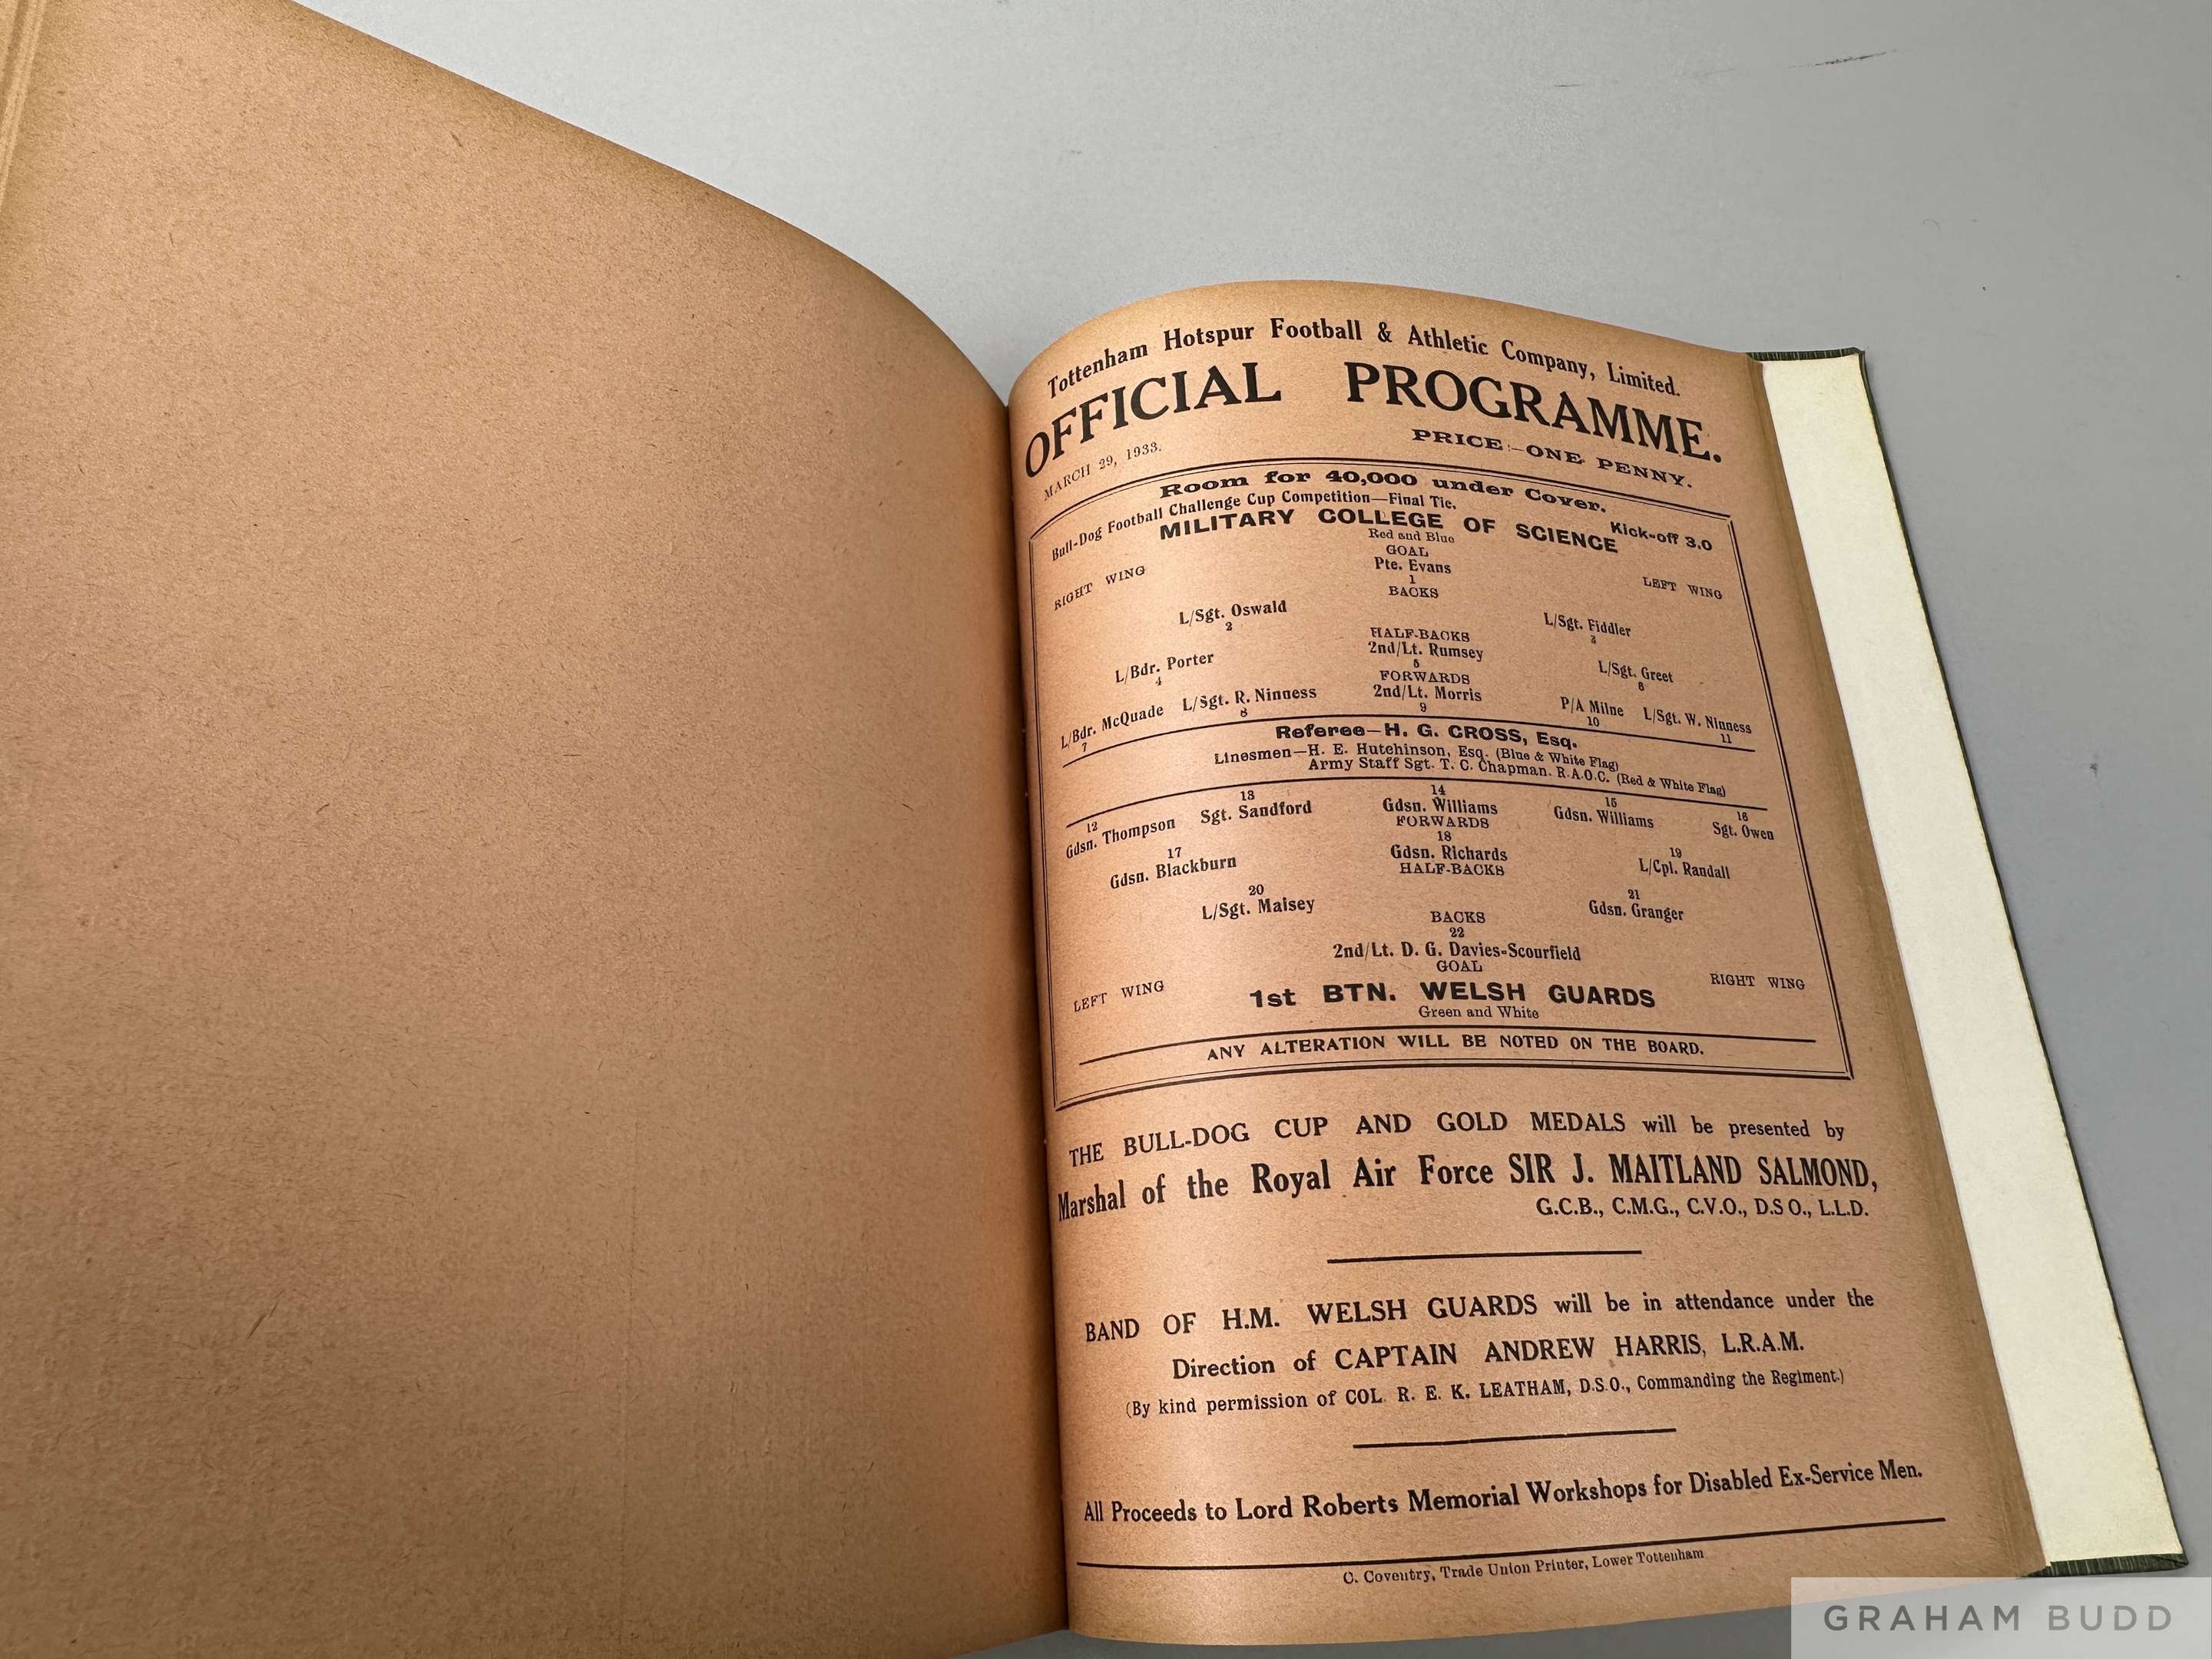 Tottenham Hotspur Football & Athletic Company, Limited.
OFFICIAL PROGRAMME.
MARCH 29, 1933.
PRICE:—ONE PENNY.
Room for 40,000 under Cover.
Bull-Dog Football Challenge Cup Competition—Final Tie.
Kick-off 3.0
MILITARY COLLEGE OF SCIENCE
Red and Blue
GOAL
RIGHT WING
Pte. Evans
LEFT WING
1
BACKS
L/Sgt. Oswald
L/Sgt. Fiddler
2
3
HALF-BACKS
L/Bdr. Porter
2nd/Lt. Rumsey
L/Sgt. Greet
4
5
6
FORWARDS
L/Bdr. McQuade L/Sgt. R. Ninness 2nd/Lt. Morris P/A Milne L/Sgt. W. Ninness
7 8 9 10 11
Referee—H. G. CROSS, Esq.
Linesmen—H. E. Hutchinson, Esq. (Blue & White Flag)
Army Staff Sgt. T. C. Chapman. R.A.O.C. (Red & White Flag)
12 13 14 15 16
Gdsn. Thompson Sgt. Sandford Gdsn. Williams Gdsn. Williams Sgt. Owen
FORWARDS
17 18 19
Gdsn. Blackburn Gdsn. Richards L/Cpl. Randall
HALF-BACKS
20 21
L/Sgt. Maisey Gdsn. Granger
BACKS
22
2nd/Lt. D. G. Davies-Scourfield
GOAL
LEFT WING
RIGHT WING
1st BTN. WELSH GUARDS
Green and White
ANY ALTERATION WILL BE NOTED ON THE BOARD.
THE BULL-DOG CUP AND GOLD MEDALS will be presented by
Marshal of the Royal Air Force SIR J. MAITLAND SALMOND,
G.C.B., C.M.G., C.V.O., D.S O., L.L.D.
BAND OF H.M. WELSH GUARDS will be in attendance under the
Direction of CAPTAIN ANDREW HARRIS, L.R.A.M.
(By kind permission of COL. R. E. K. LEATHAM, D.S.O., Commanding the Regiment.)
All Proceeds to Lord Roberts Memorial Workshops for Disabled Ex-Service Men.
C. Coventry, Trade Union Printer, Lower Tottenham
GRAHAM BUDD